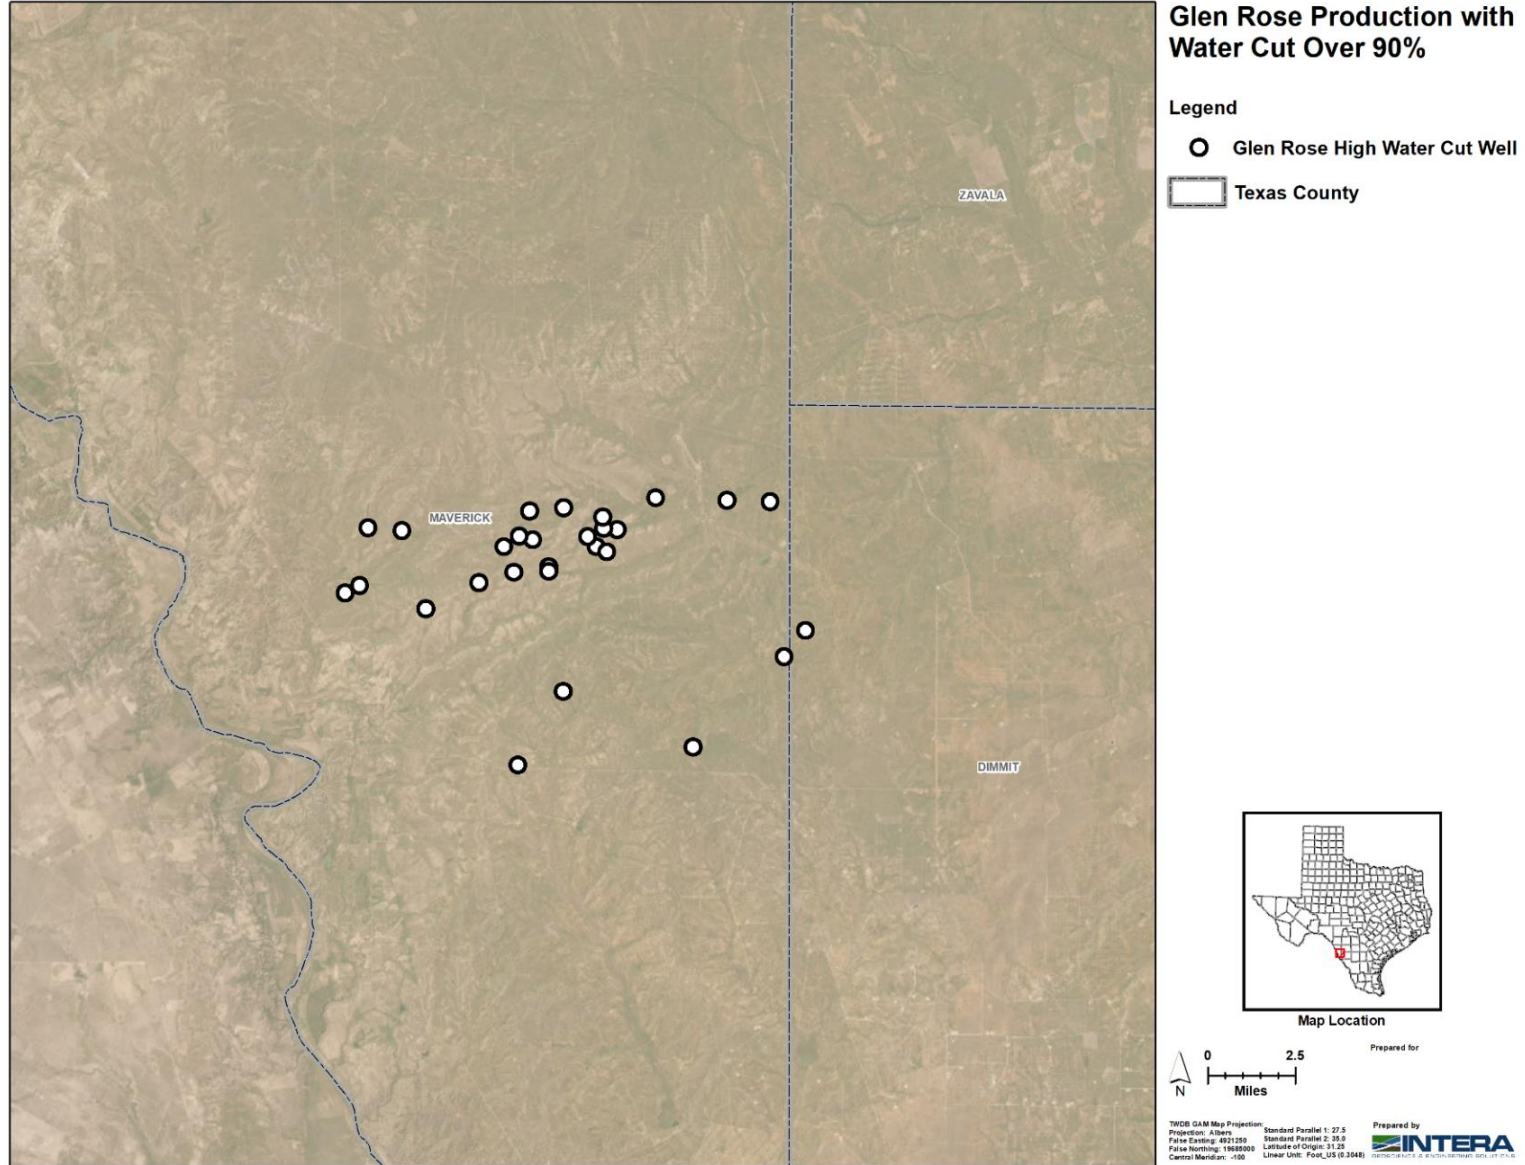 Glen Rose Production with
Water Cut Over 90%
Legend
Glen Rose High Water Cut Well
Texas County
ZAVALA
MAVERICK
DIMMIT
Map Location
Prepared for
0 2.5
Miles
N
TWDB GAM Map Projection:
Projection: Albers
False Easting: 4921250
False Northing: 19685000
Central Meridian: -100
Standard Parallel 1: 27.5
Standard Parallel 2: 35.0
Latitude of Origin: 31.25
Linear Unit: Foot_US (0.3048)
Prepared by
INTERA
GEOSCIENCE & ENGINEERING SOLUTIONS